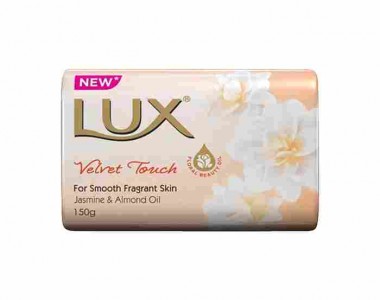 NEW*
LUX®
Velvet Touch
FLORAL BEAUTY OIL
For Smooth Fragrant Skin
Jasmine & Almond Oil
150g